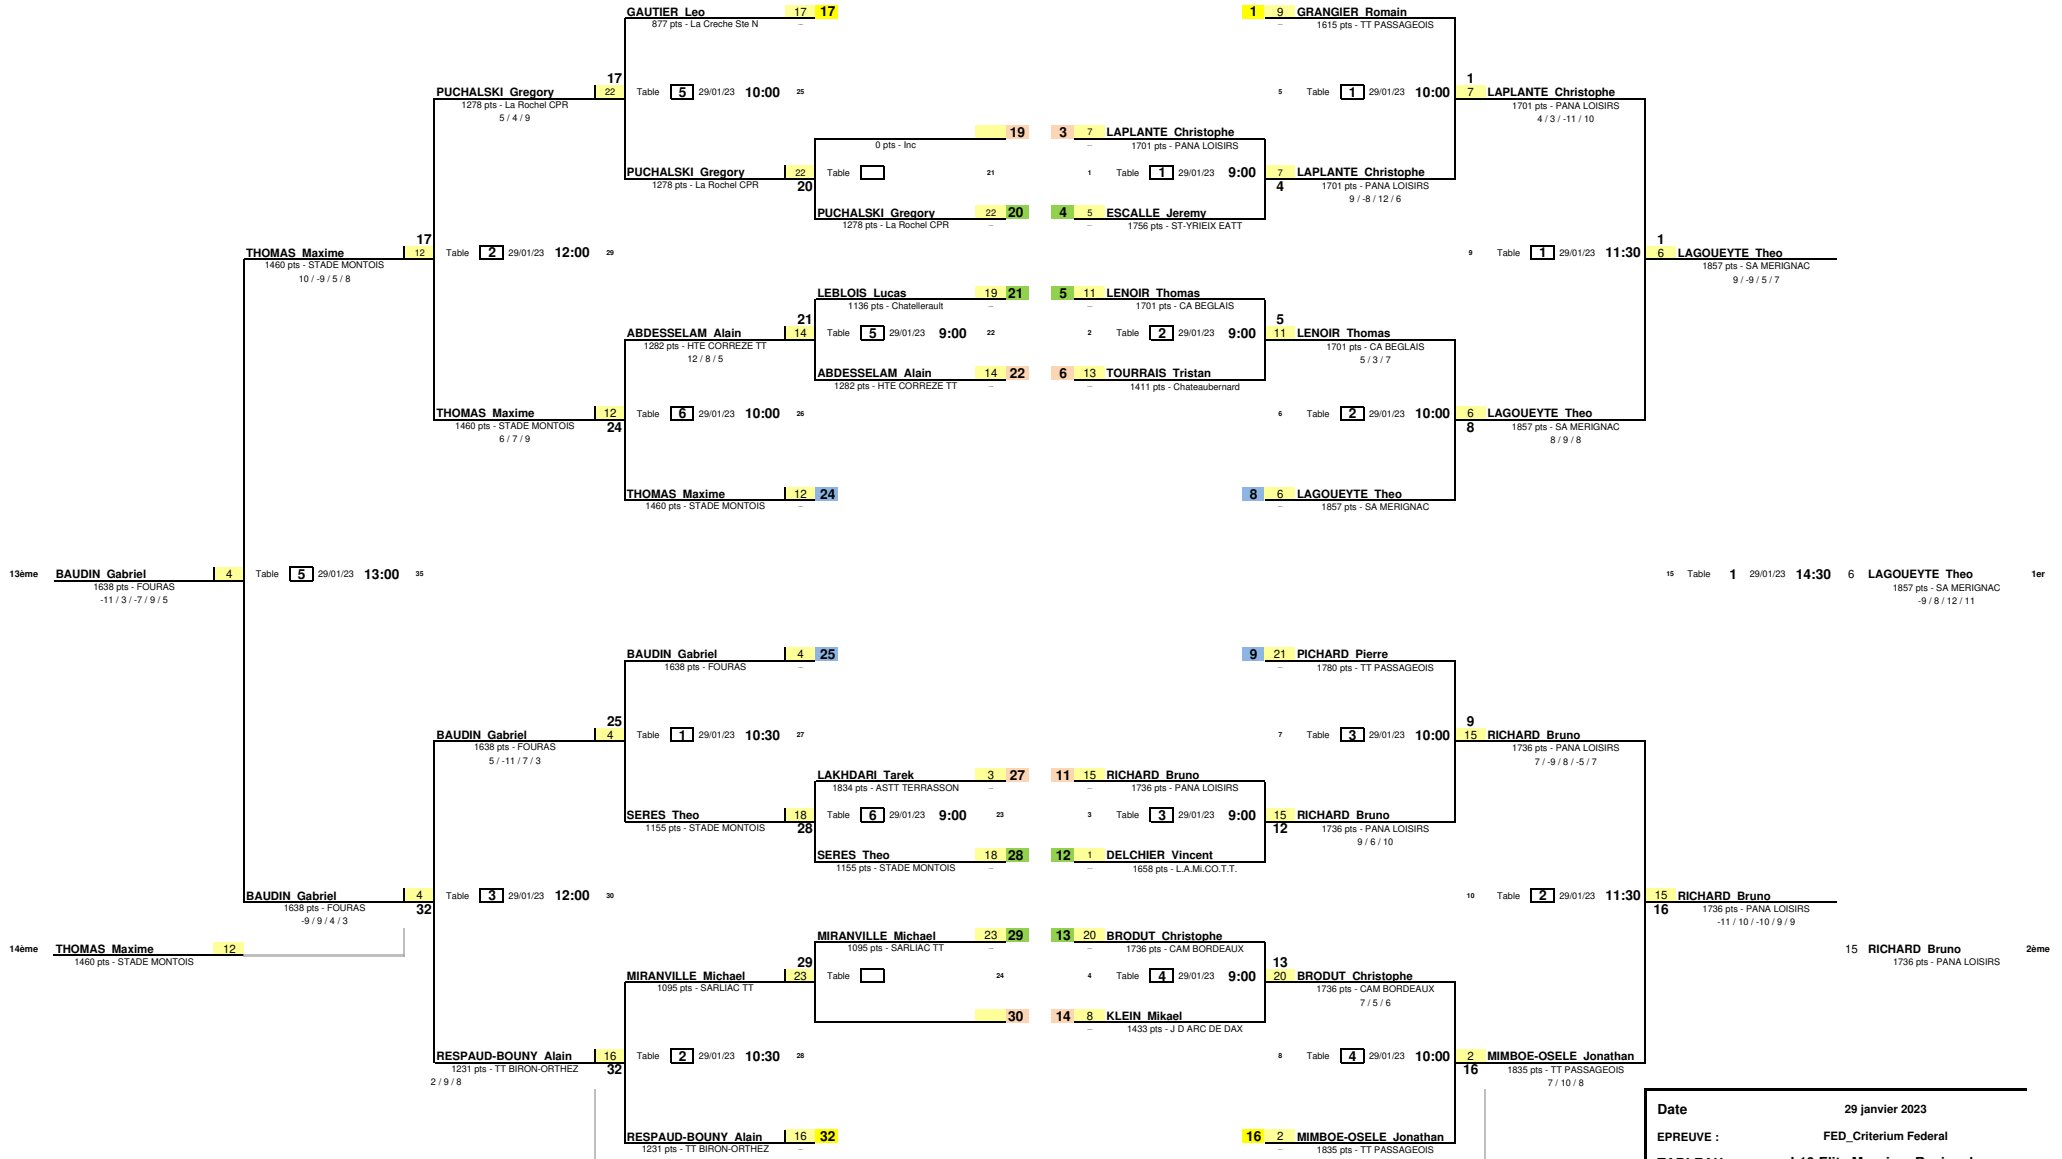 GAUTIER Leo 17 17
877 pts - La Creche Ste N
–
1 9 GRANGIER Romain
– 1615 pts - TT PASSAGEOIS
17
PUCHALSKI Gregory 22
1278 pts - La Rochel CPR
5 / 4 / 9
Table 5 29/01/23 10:00 25
5 Table 1 29/01/23 10:00
1
7 LAPLANTE Christophe
1701 pts - PANA LOISIRS
4 / 3 / -11 / 10
19
0 pts - Inc
3 7 LAPLANTE Christophe
– 1701 pts - PANA LOISIRS
PUCHALSKI Gregory 22
1278 pts - La Rochel CPR 20
Table 21
1 Table 1 29/01/23 9:00
7 LAPLANTE Christophe
4 1701 pts - PANA LOISIRS
9 / -8 / 12 / 6
PUCHALSKI Gregory 22 20
1278 pts - La Rochel CPR –
4 5 ESCALLE Jeremy
– 1756 pts - ST-YRIEIX EATT
17
THOMAS Maxime 12
1460 pts - STADE MONTOIS
10 / -9 / 5 / 8
Table 2 29/01/23 12:00 29
9 Table 1 29/01/23 11:30
1
6 LAGOUEYTE Theo
1857 pts - SA MERIGNAC
9 / -9 / 5 / 7
LEBLOIS Lucas 19 21
1136 pts - Chatellerault –
5 11 LENOIR Thomas
– 1701 pts - CA BEGLAIS
21
ABDESSELAM Alain 14
1282 pts - HTE CORREZE TT
12 / 8 / 5
Table 5 29/01/23 9:00 22
2 Table 2 29/01/23 9:00
5
11 LENOIR Thomas
1701 pts - CA BEGLAIS
5 / 3 / 7
ABDESSELAM Alain 14 22
1282 pts - HTE CORREZE TT –
6 13 TOURRAIS Tristan
– 1411 pts - Chateaubernard
THOMAS Maxime 12
1460 pts - STADE MONTOIS 24
6 / 7 / 9
Table 6 29/01/23 10:00 26
6 Table 2 29/01/23 10:00
6 LAGOUEYTE Theo
8 1857 pts - SA MERIGNAC
8 / 9 / 8
THOMAS Maxime 12 24
1460 pts - STADE MONTOIS –
8 6 LAGOUEYTE Theo
– 1857 pts - SA MERIGNAC
13ème BAUDIN Gabriel 4
1638 pts - FOURAS
-11 / 3 / -7 / 9 / 5
Table 5 29/01/23 13:00 35
15 Table 1 29/01/23 14:30 6 LAGOUEYTE Theo 1er
1857 pts - SA MERIGNAC
-9 / 8 / 12 / 11
BAUDIN Gabriel 4 25
1638 pts - FOURAS –
9 21 PICHARD Pierre
– 1780 pts - TT PASSAGEOIS
25
BAUDIN Gabriel 4
1638 pts - FOURAS
5 / -11 / 7 / 3
Table 1 29/01/23 10:30 27
7 Table 3 29/01/23 10:00
9
15 RICHARD Bruno
1736 pts - PANA LOISIRS
7 / -9 / 8 / -5 / 7
LAKHDARI Tarek 3 27
1834 pts - ASTT TERRASSON –
11 15 RICHARD Bruno
– 1736 pts - PANA LOISIRS
SERES Theo 18
1155 pts - STADE MONTOIS 28
Table 6 29/01/23 9:00 23
3 Table 3 29/01/23 9:00
15 RICHARD Bruno
12 1736 pts - PANA LOISIRS
9 / 6 / 10
SERES Theo 18 28
1155 pts - STADE MONTOIS –
12 1 DELCHIER Vincent
– 1658 pts - L.A.Mi.CO.T.T.
BAUDIN Gabriel 4
1638 pts - FOURAS 32
-9 / 9 / 4 / 3
Table 3 29/01/23 12:00 30
10 Table 2 29/01/23 11:30
15 RICHARD Bruno
16 1736 pts - PANA LOISIRS
-11 / 10 / -10 / 9 / 9
14ème THOMAS Maxime 12
1460 pts - STADE MONTOIS
MIRANVILLE Michael 23 29
1095 pts - SARLIAC TT –
13 20 BRODUT Christophe
– 1736 pts - CAM BORDEAUX
15 RICHARD Bruno 2ème
1736 pts - PANA LOISIRS
29
MIRANVILLE Michael 23
1095 pts - SARLIAC TT
Table 24
4 Table 4 29/01/23 9:00
13
20 BRODUT Christophe
1736 pts - CAM BORDEAUX
7 / 5 / 6
30
14 8 KLEIN Mikael
– 1433 pts - J D ARC DE DAX
RESPAUD-BOUNY Alain 16
1231 pts - TT BIRON-ORTHEZ 32
2 / 9 / 8
Table 2 29/01/23 10:30 28
8 Table 4 29/01/23 10:00
2 MIMBOE-OSELE Jonathan
16 1835 pts - TT PASSAGEOIS
7 / 10 / 8
Date 29 janvier 2023
EPREUVE : FED_Criterium Federal
RESPAUD-BOUNY Alain 16 32
1231 pts - TT BIRON-ORTHEZ –
16 2 MIMBOE-OSELE Jonathan
– 1835 pts - TT PASSAGEOIS